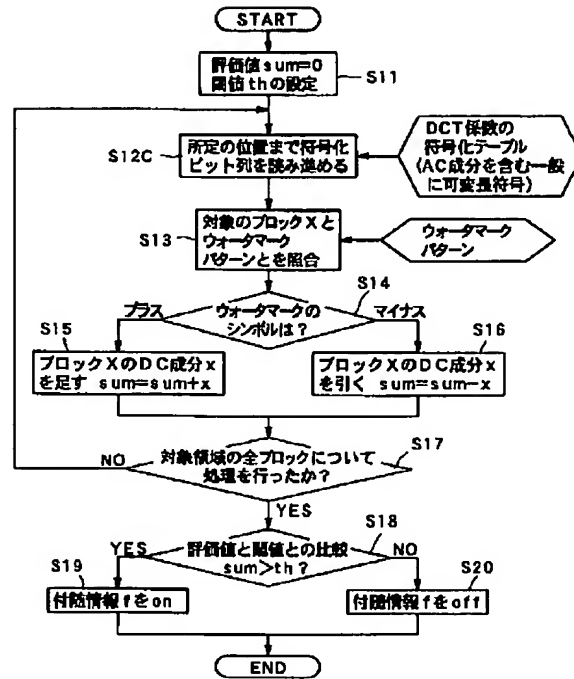 START
評価値sum=0
閾値thの設定
S11
S12C
所定の位置まで符号化
ビット列を読み進める
DCT係数の
符号化テーブル
(AC成分を含む一般
に可変長符号)
S13
対象のブロックXと
ウォータマーク
パターンとを照合
ウォータマーク
パターン
S14
プラス
ウォータマークの
シンボルは?
マイナス
S15
ブロックXのDC成分x
を足す sum=sum+x
S16
ブロックXのDC成分x
を引く sum=sum-x
S17
NO
対象領域の全ブロックについて
処理を行ったか?
YES
S18
YES
評価値と閾値との比較
sum>th?
NO
S19
付随情報fをon
S20
付随情報fをoff
END